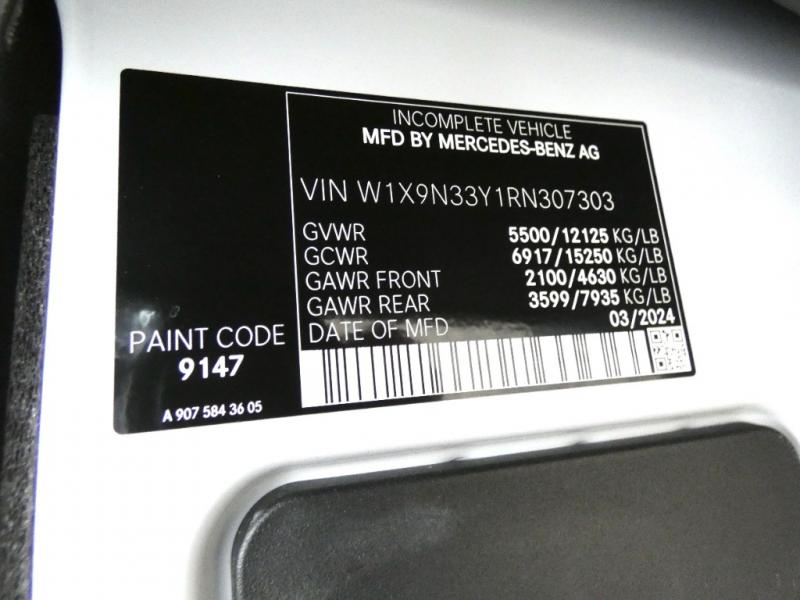 INCOMPLETE VEHICLE
MFD BY MERCEDES-BENZ AG
VIN W1X9N33Y1RN307303
GVWR 5500/12125 KG/LB
GCWR 6917/15250 KG/LB
GAWR FRONT 2100/4630 KG/LB
GAWR REAR 3599/7935 KG/LB
DATE OF MFD 03/2024
PAINT CODE
9147
A 907 584 36 05